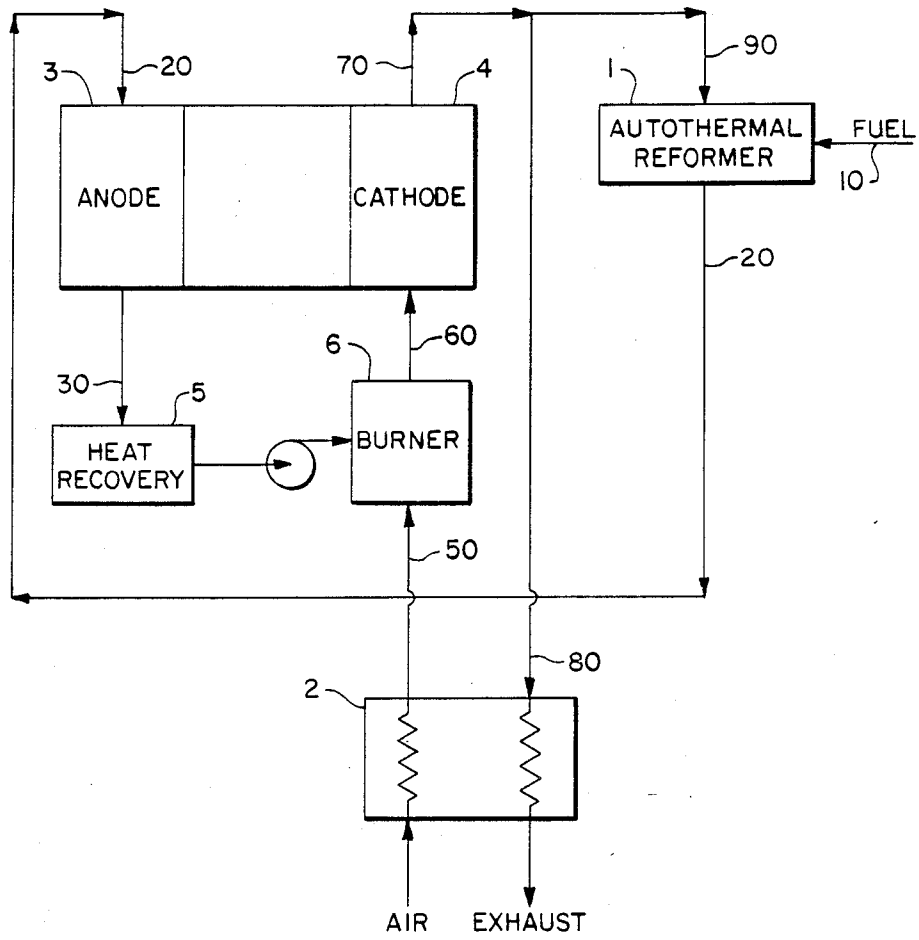 20
3
70
4
90
1
AUTOTHERMAL
REFORMER
FUEL
10
ANODE
CATHODE
20
60
6
30
5
HEAT
RECOVERY
BURNER
50
80
2
AIR
EXHAUST